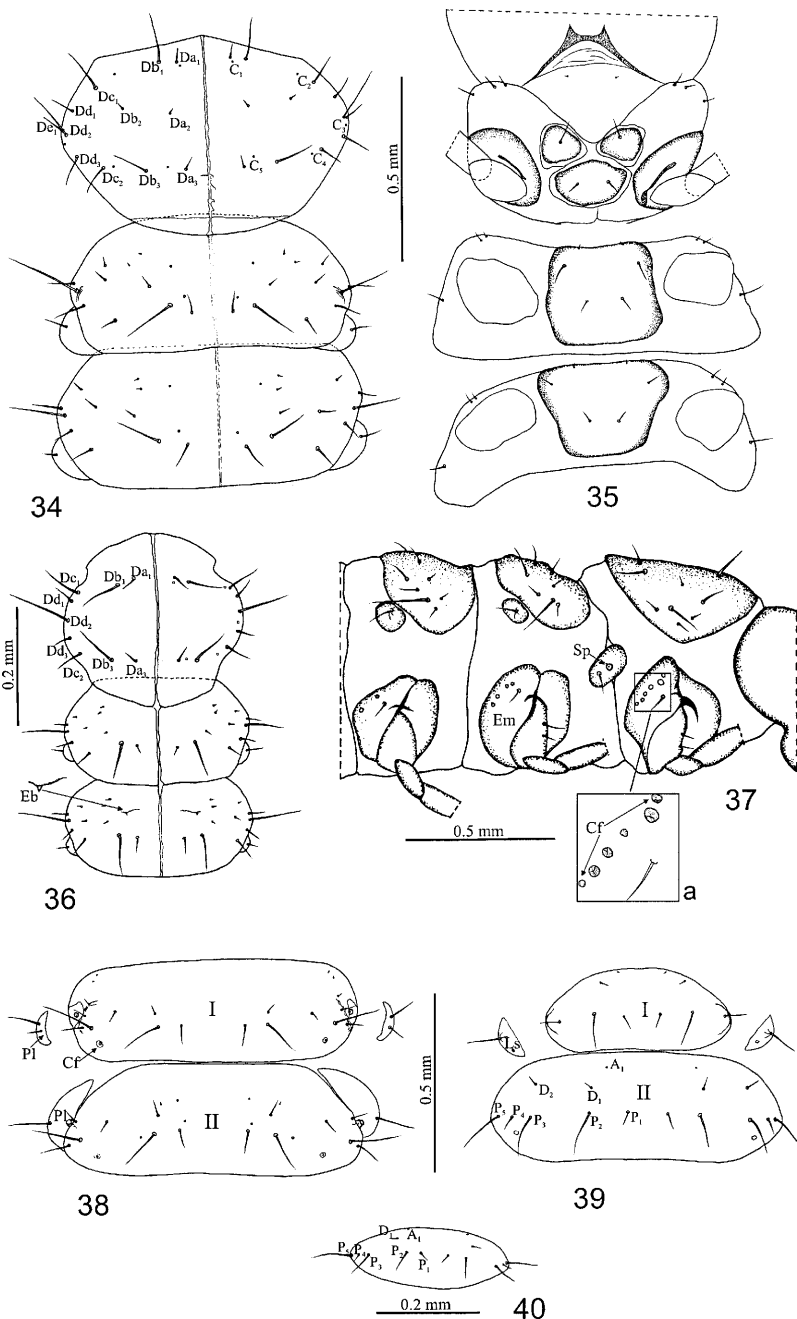 Db1 Da1 C1
C2
Dc1
Dd1
Db2
De1 Dd2
Da2
C3
Dd3
C4
Dc2 Db3 Da3 C5
0.5 mm
34
35
Dc1 Db1 Da1
Dd1
Dd2
Dd3
Dc2 Db3 Da3
0.2 mm
Eb
36
Sp
Em
37
0.5 mm
Cf
a
I
Pl
Cf
Pl
II
38
0.5 mm
I
Ls
A1
D2 D1 II
P5 P4 P3 P2 P1
39
D1 A1
P5 P4 P3 P2 P1
0.2 mm
40